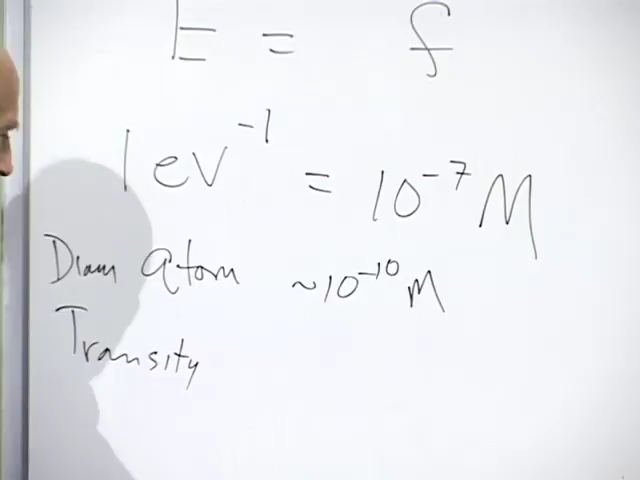 E = f
1 eV⁻¹ = 10⁻⁷ M
Diam atom ~10⁻¹⁰ M
Transity